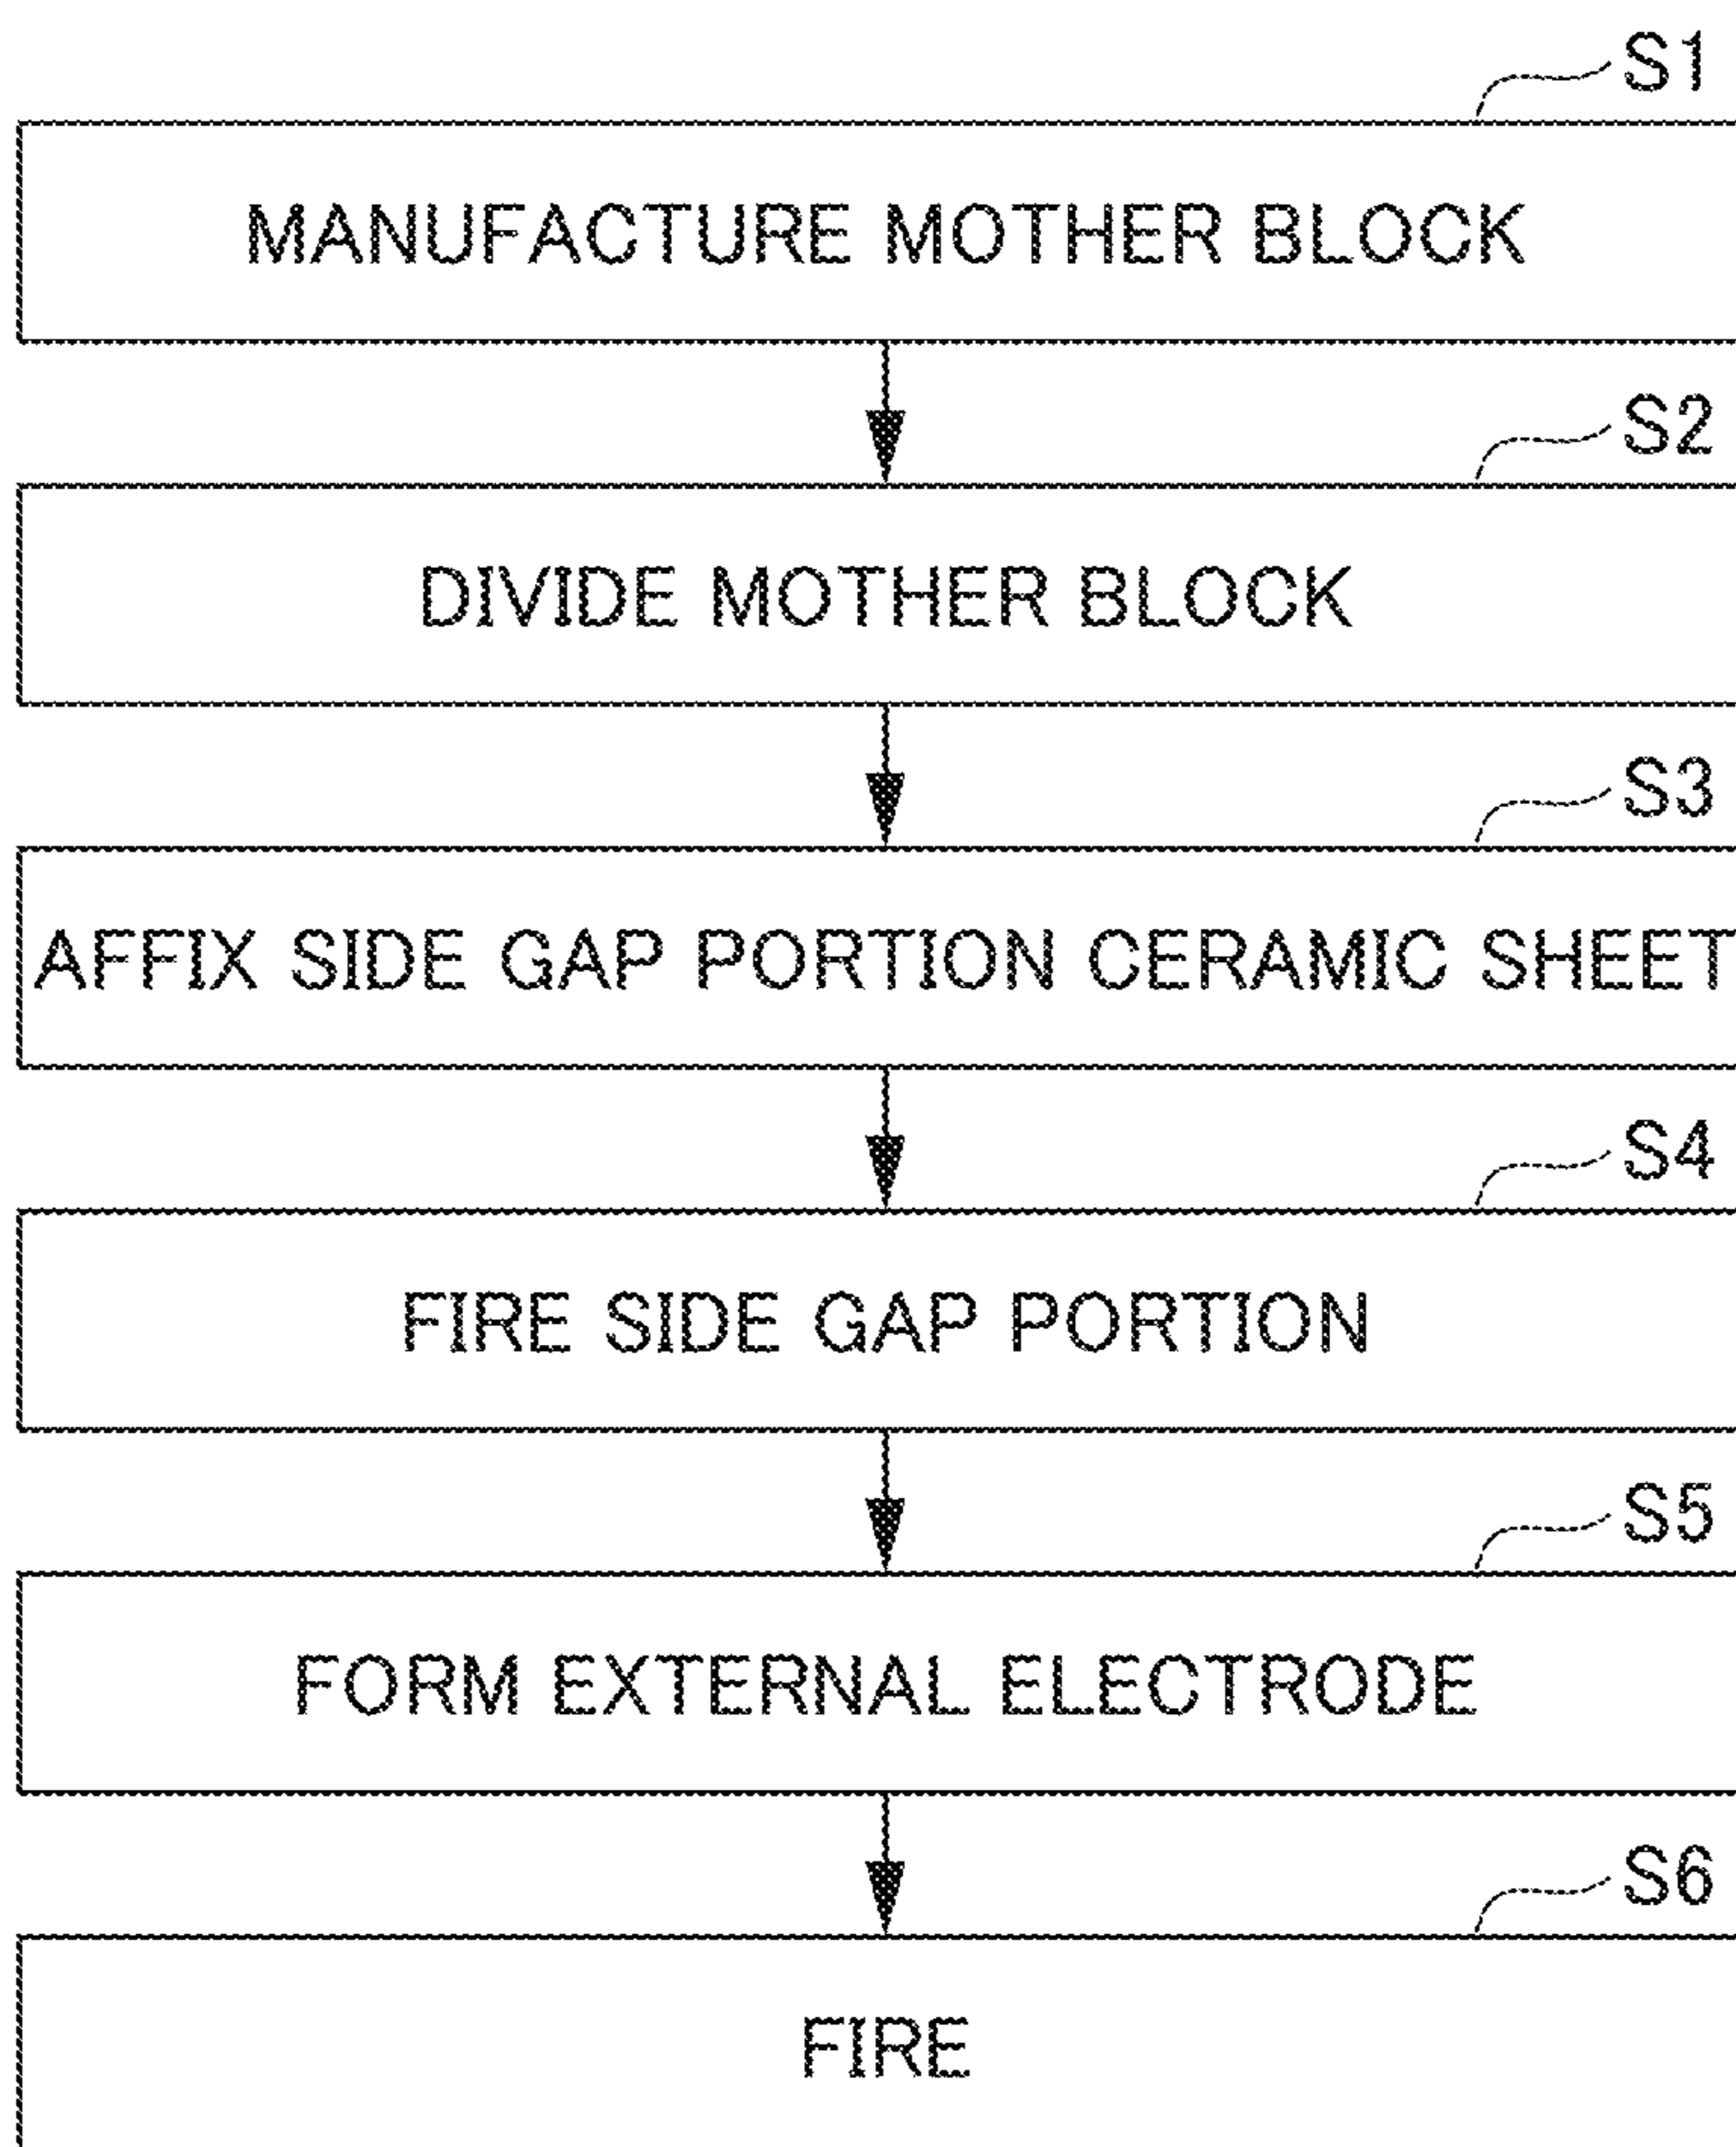 S1
MANUFACTURE MOTHER BLOCK
S2
DIVIDE MOTHER BLOCK
S3
AFFIX SIDE GAP PORTION CERAMIC SHEET
S4
FIRE SIDE GAP PORTION
S5
FORM EXTERNAL ELECTRODE
S6
FIRE